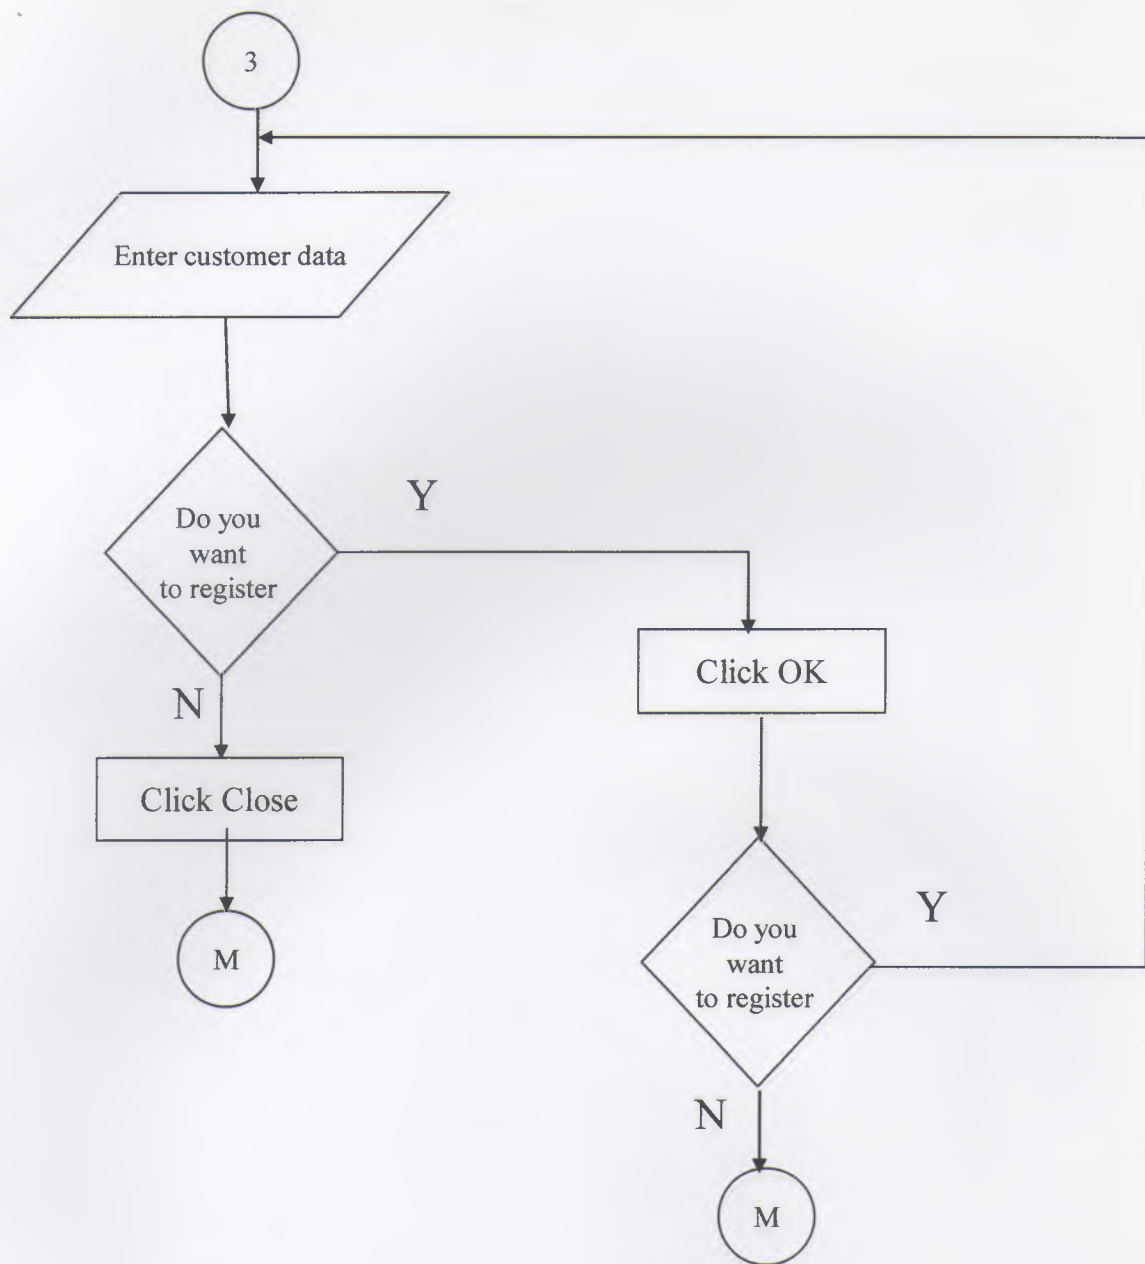 3
Enter customer data
Y
Do you
want
to register
Click OK
N
Click Close
Y
Do you
want
to register
M
N
M